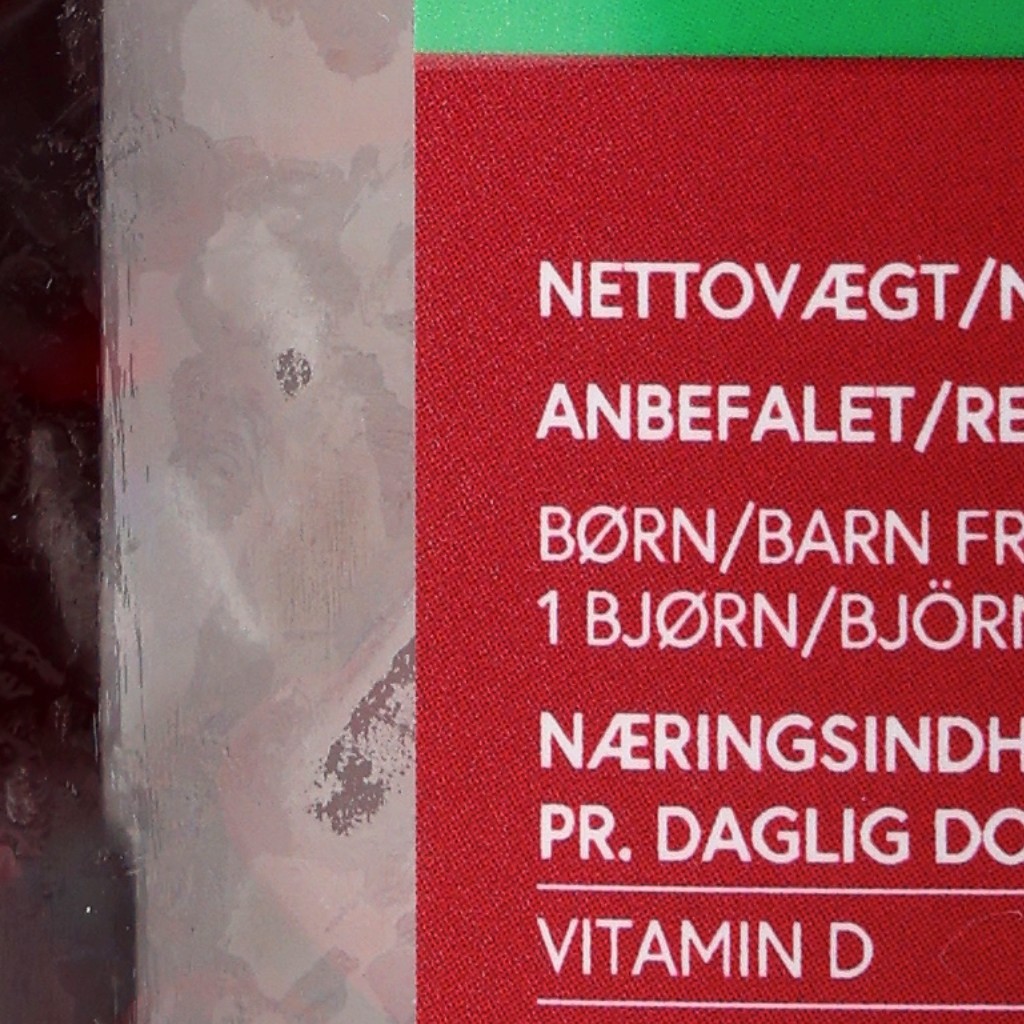 NETTOVÆGT/N
ANBEFALET/RE
BØRN/BARN FR
1 BJØRN/BJÖRN
NÆRINGSINDH
PR. DAGLIG DO
VITAMIN D